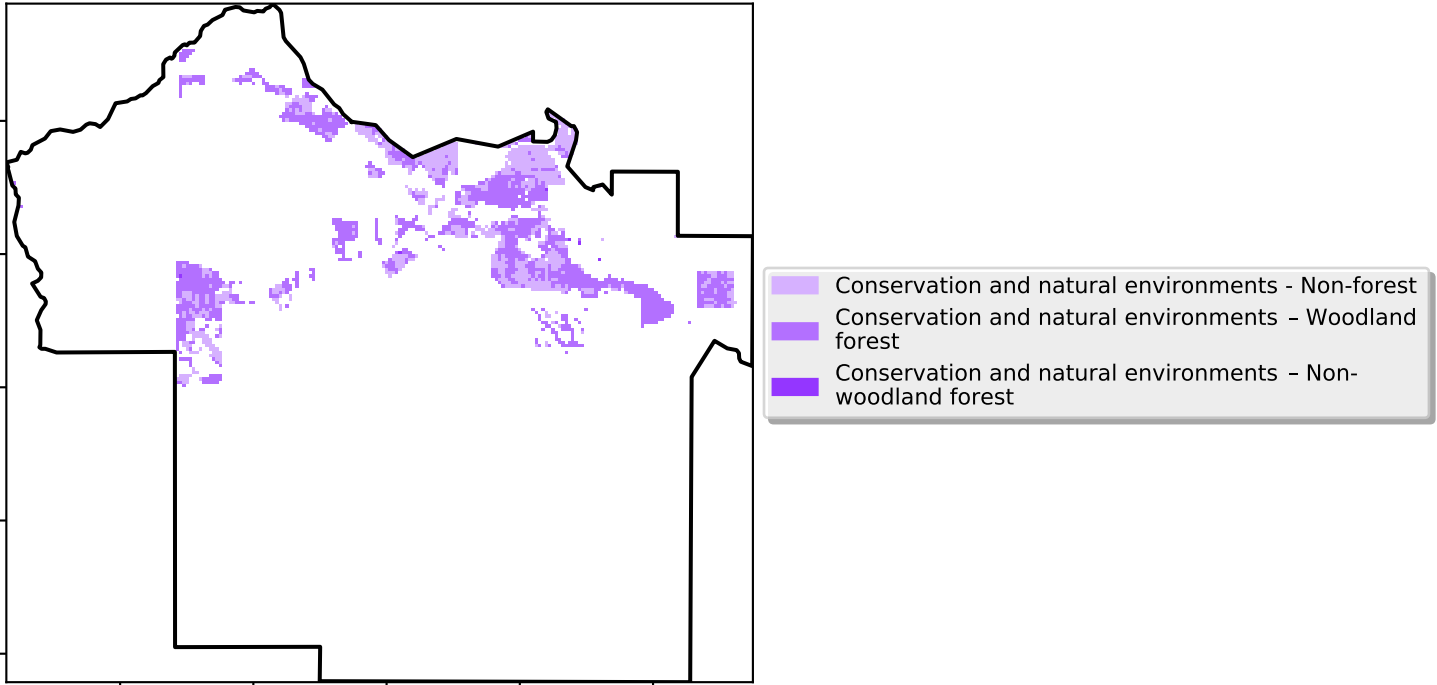 Conservation and natural environments - Non-forest
Conservation and natural environments – Woodland
forest
Conservation and natural environments – Non-
woodland forest